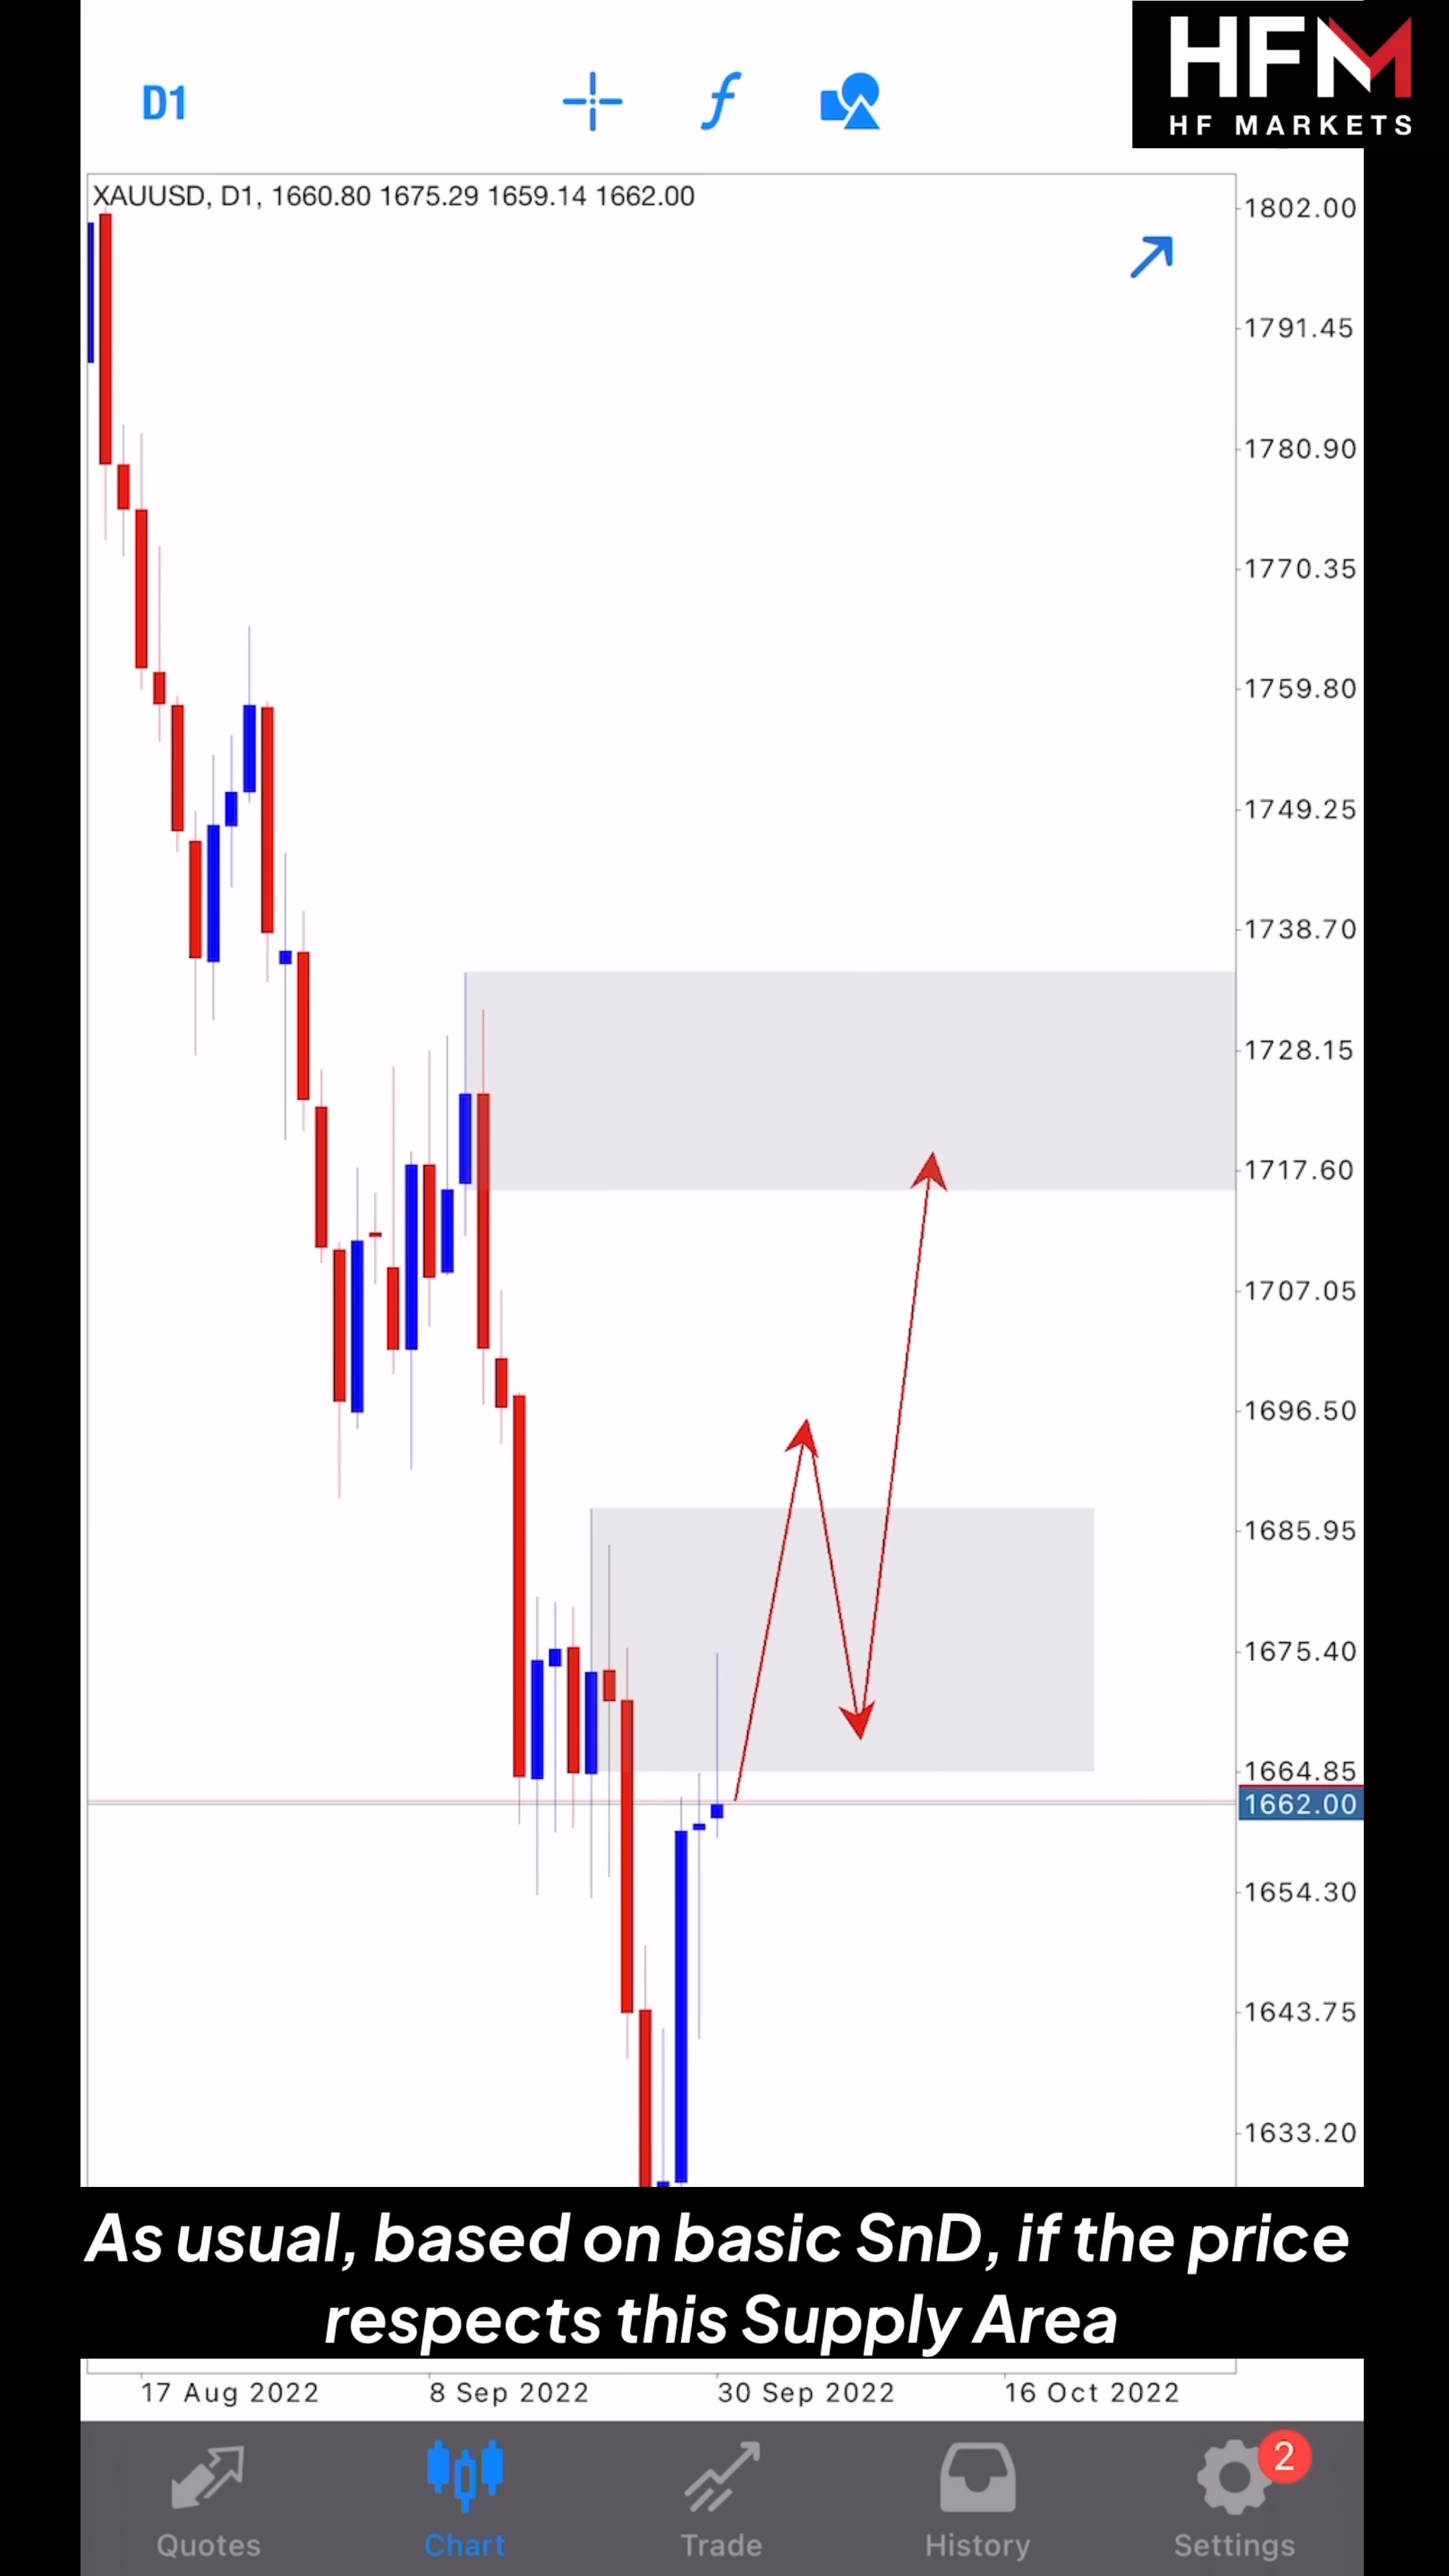 HFM
HF MARKETS
D1
XAUUSD, D1, 1660.80 1675.29 1659.14 1662.00
1802.00
1791.45
1780.90
1770.35
1759.80
1749.25
1738.70
1728.15
1717.60
1707.05
1696.50
1685.95
1675.40
1664.85
1662.00
1654.30
1643.75
1633.20
As usual, based on basic SnD, if the price
respects this Supply Area
17 Aug 2022 8 Sep 2022 30 Sep 2022 16 Oct 2022
2
Quotes Chart Trade History Settings